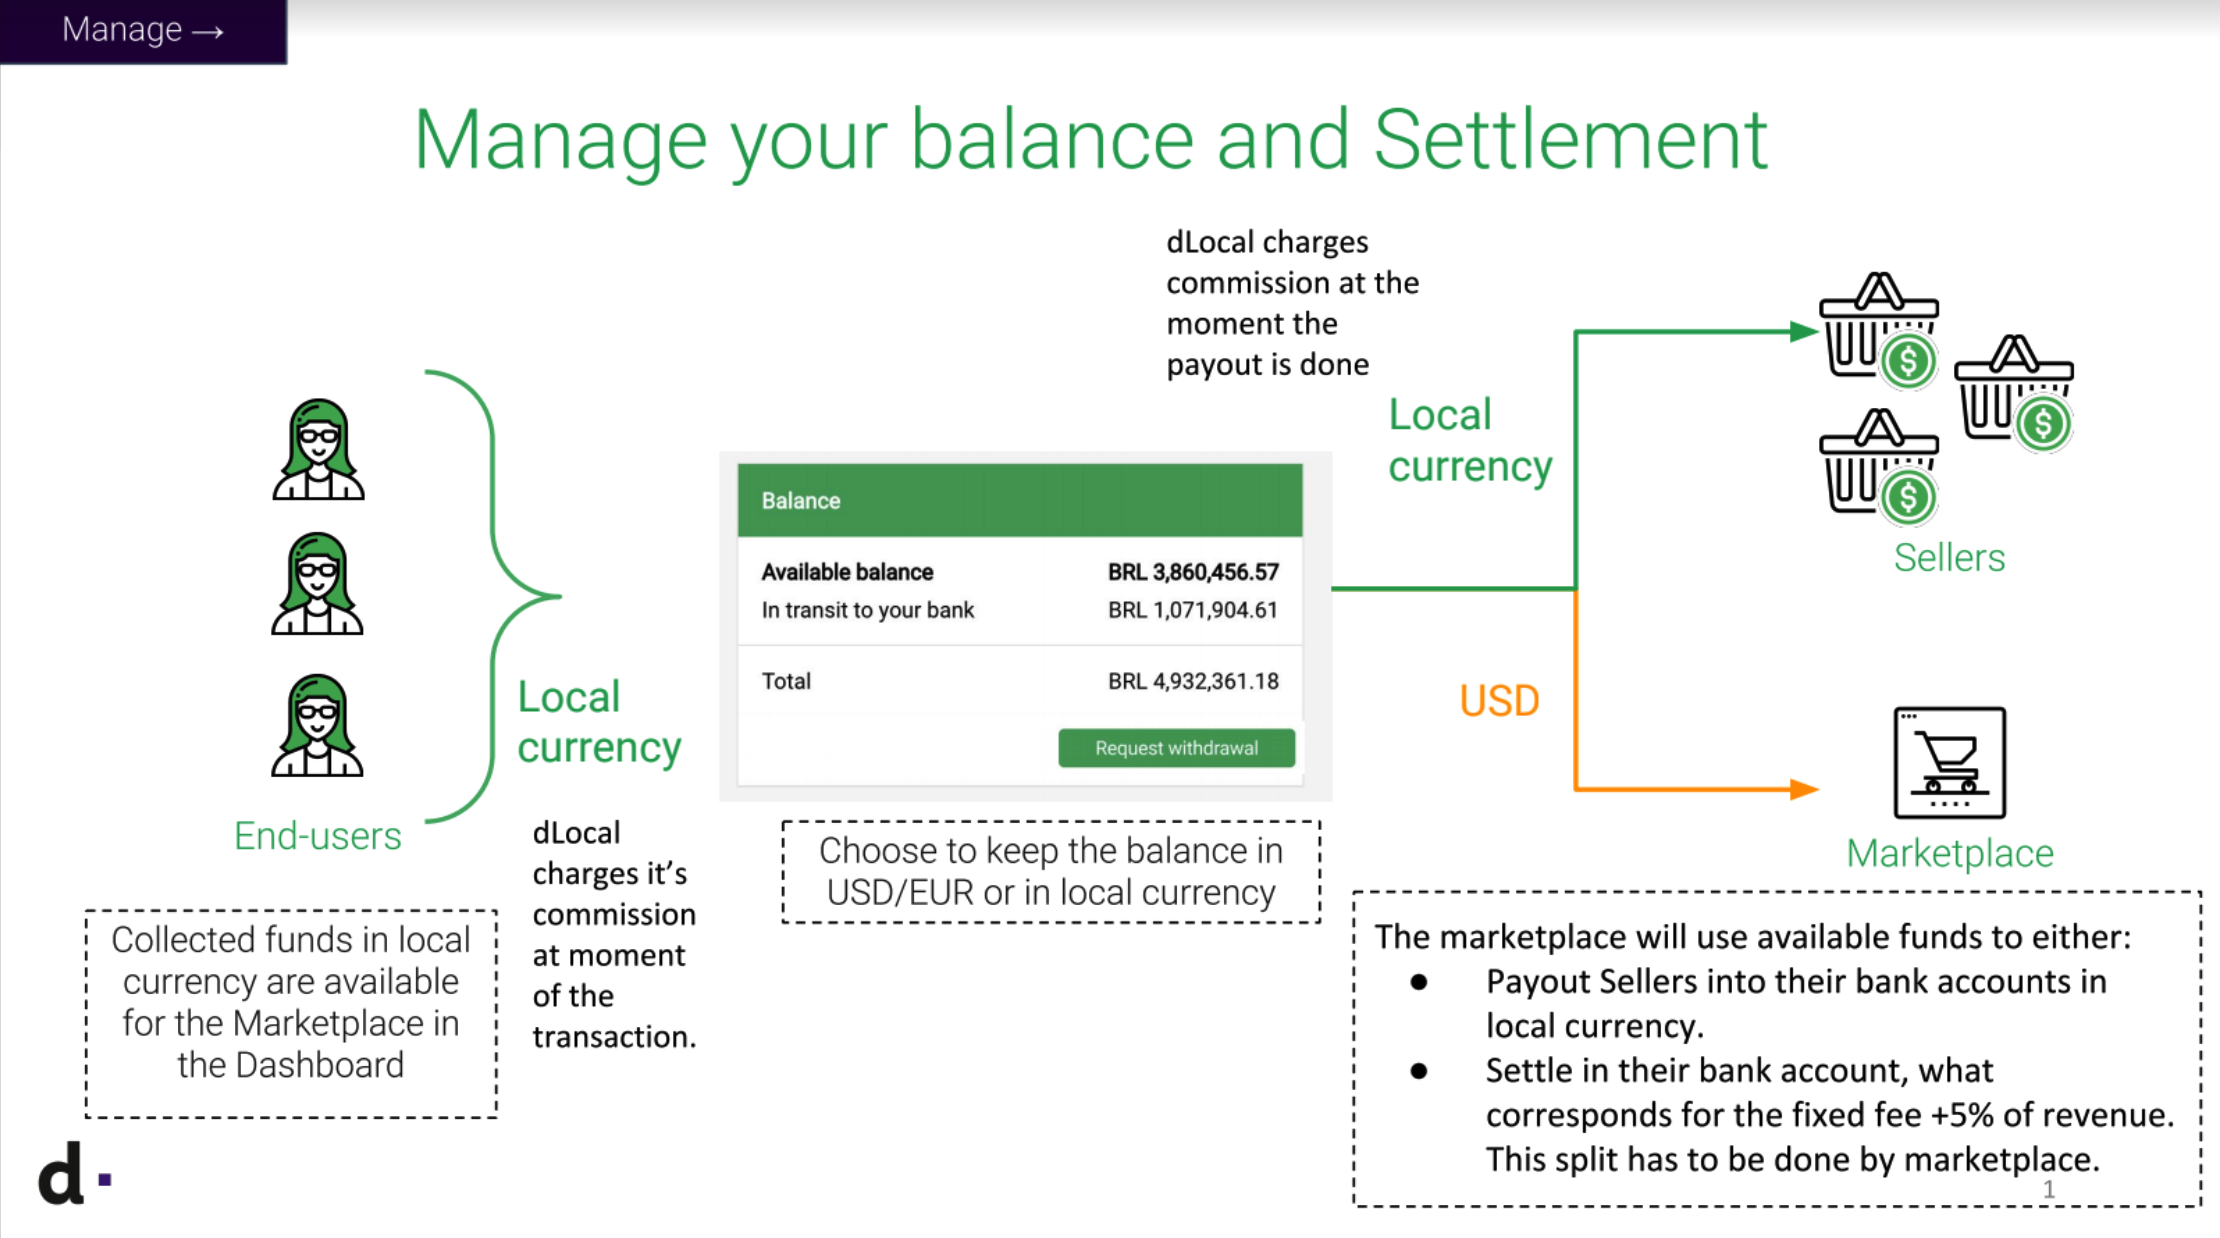 Manage →
Manage your balance and Settlement
dLocal charges
commission at the
moment the
payout is done
Local
currency
Sellers
Balance
Available balance BRL 3,860,456.57
In transit to your bank BRL 1,071,904.61
Total BRL 4,932,361.18
Request withdrawal
Local
currency
USD
End-users
dLocal
charges it's
commission
at moment
of the
transaction.
Choose to keep the balance in
USD/EUR or in local currency
Marketplace
Collected funds in local
currency are available
for the Marketplace in
the Dashboard
The marketplace will use available funds to either:
● Payout Sellers into their bank accounts in
local currency.
● Settle in their bank account, what
corresponds for the fixed fee +5% of revenue.
This split has to be done by marketplace.
d.
1